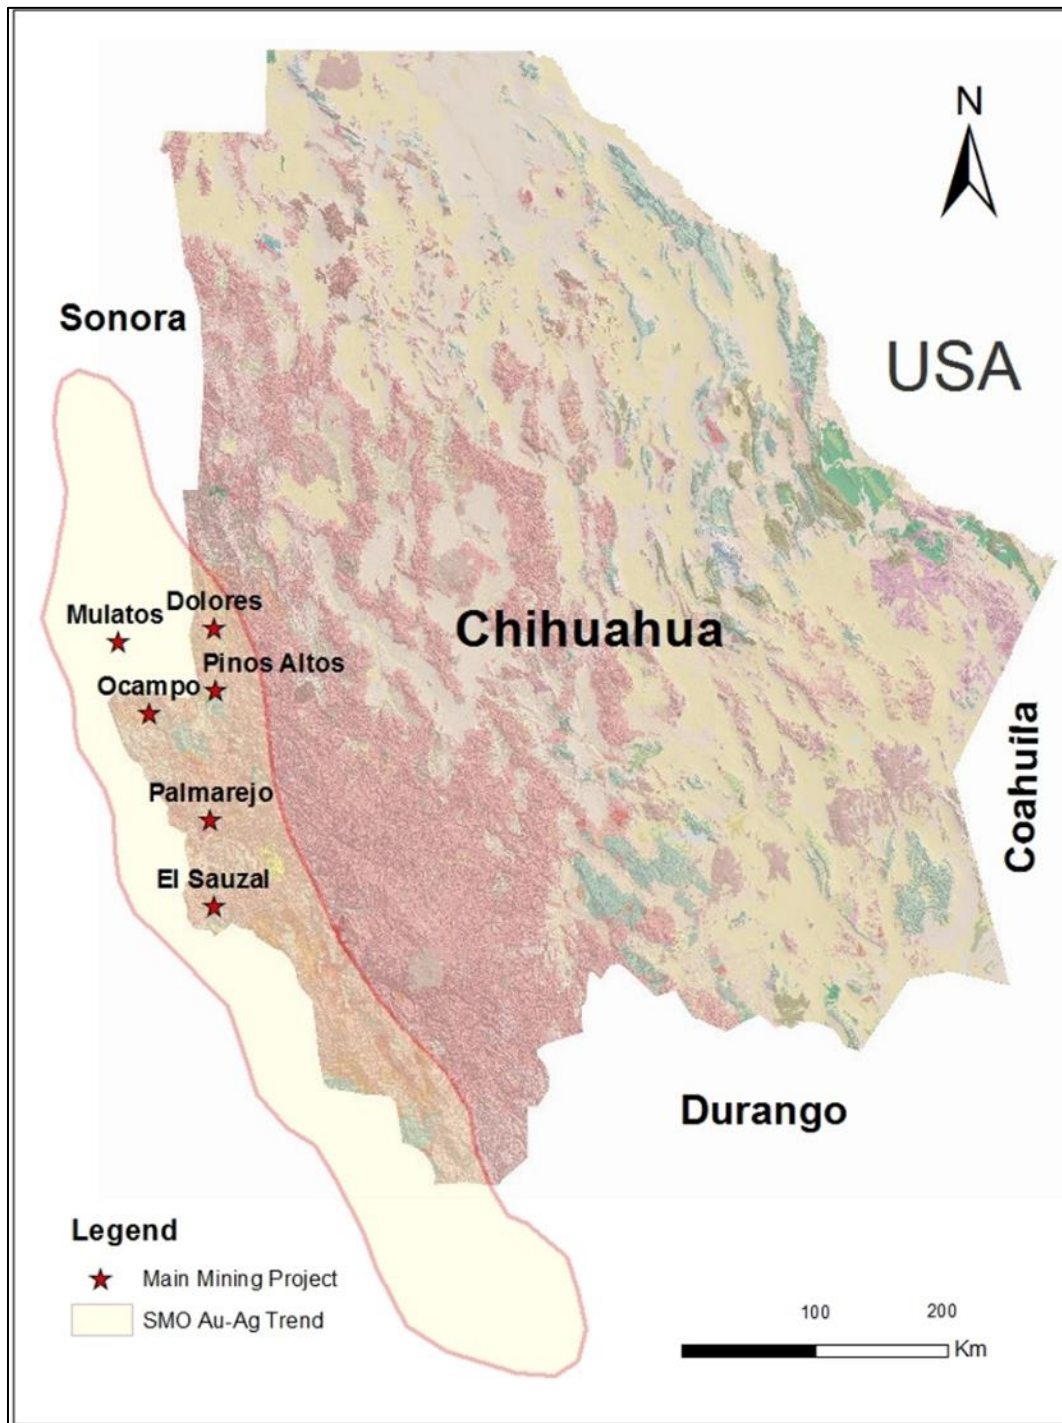 N
Sonora
USA
Dolores
Mulatos
Pinos Altos
Ocampo
Chihuahua
Coahuila
Palmarejo
El Sauzal
Durango
Legend
Main Mining Project
SMO Au-Ag Trend
100 200
Km